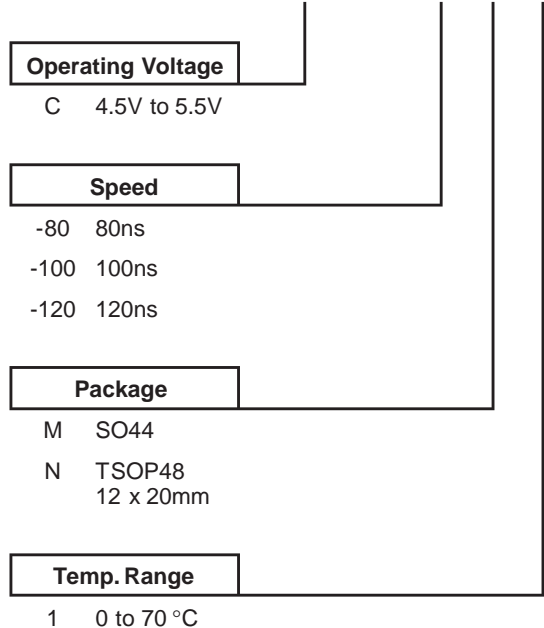 Operating Voltage
C 4.5V to 5.5V
Speed
-80 80ns
-100 100ns
-120 120ns
Package
M SO44
N TSOP48
12 x 20mm
Temp. Range
1 0 to 70 °C